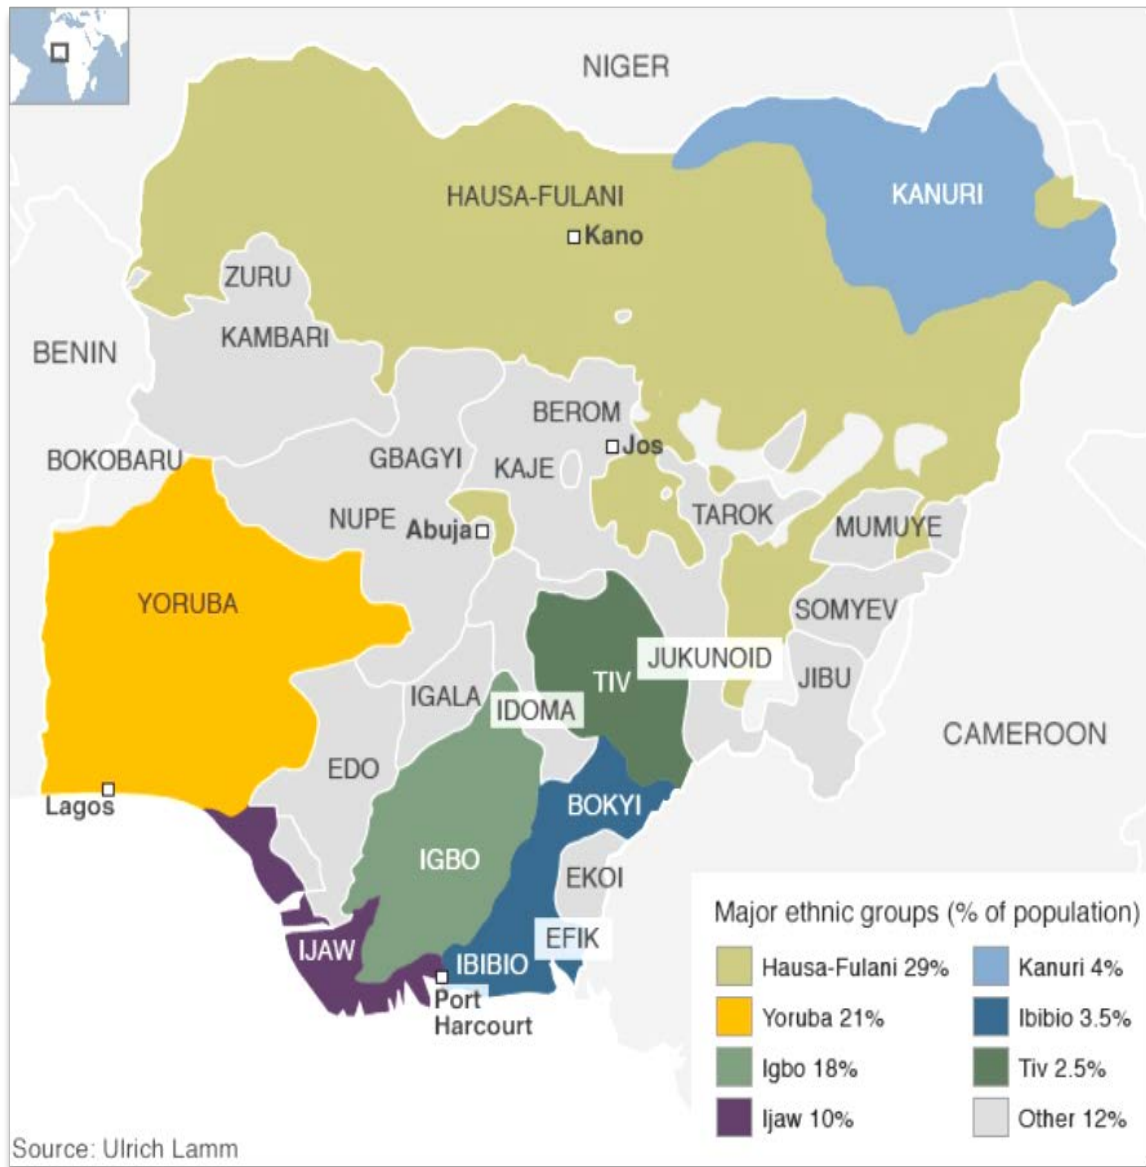 NIGER
HAUSA-FULANI
Kano
KANURI
ZURU
KAMBARI
BENIN
BEROM
Jos
BOKOBARU
GBAGYI
KAJE
NUPE
Abuja
TAROK
MUMUYE
YORUBA
SOMYEV
JUKUNOID
TIV
JIBU
IGALA
IDOMA
CAMEROON
EDO
Lagos
BOKYI
IGBO
EKOI
EFIK
IJAW
IBIBIO
Port
Harcourt
Major ethnic groups (% of population)
Hausa-Fulani 29%
Yoruba 21%
Igbo 18%
Ijaw 10%
Kanuri 4%
Ibibio 3.5%
Tiv 2.5%
Other 12%
Source: Ulrich Lamm